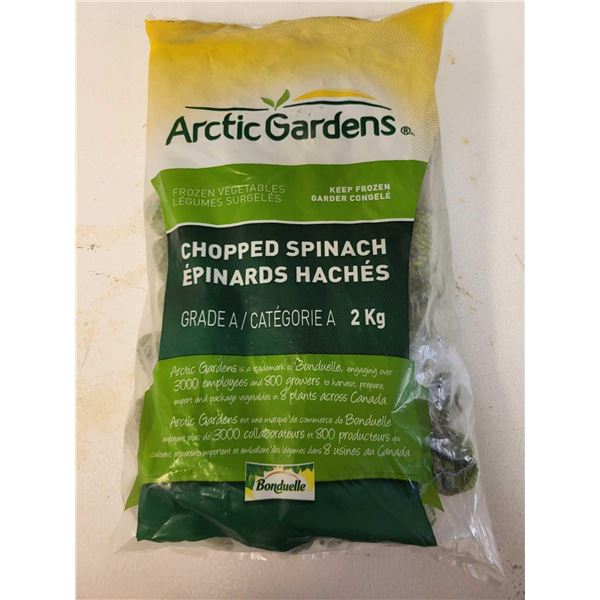 Arctic Gardens®
FROZEN VEGETABLES
LÉGUMES SURGELÉS
KEEP FROZEN
GARDER CONGELÉ
CHOPPED SPINACH
ÉPINARDS HACHÉS
GRADE A / CATÉGORIE A 2 Kg
Arctic Gardens is a trademark of Bonduelle, engaging over
3000 employees and 800 growers to harvest, prepare,
import and package vegetables in 8 plants across Canada
Arctic Gardens est une marque de commerce de Bonduelle
employant plus de 3000 collaborateurs et 800 producteurs qui
cultivent, préparent, importent et emballent des légumes dans 8 usines au Canada
Bonduelle